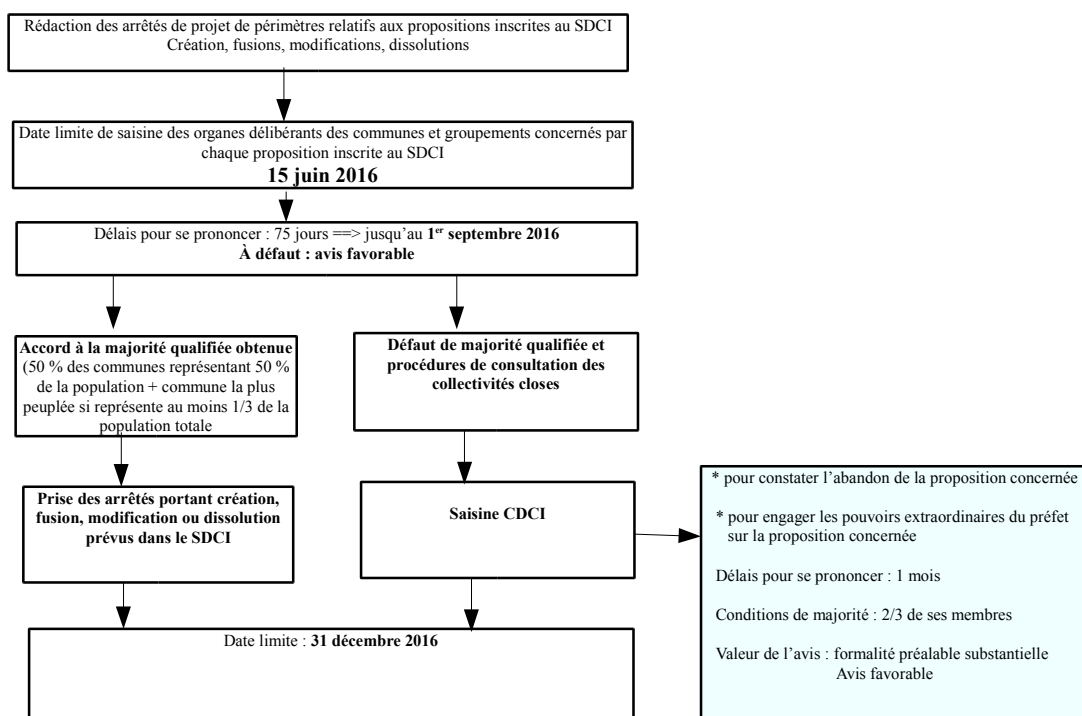 Rédaction des arrêtés de projet de périmètres relatifs aux propositions inscrites au SDCI
Création, fusions, modifications, dissolutions
Date limite de saisine des organes délibérants des communes et groupements concernés par
chaque proposition inscrite au SDCI
15 juin 2016
Délais pour se prononcer : 75 jours ==> jusqu’au 1er septembre 2016
À défaut : avis favorable
Accord à la majorité qualifiée obtenue
(50 % des communes représentant 50 %
de la population + commune la plus
peuplée si représente au moins 1/3 de la
population totale
Défaut de majorité qualifiée et
procédures de consultation des
collectivités closes
Prise des arrêtés portant création,
fusion, modification ou dissolution
prévus dans le SDCI
Saisine CDCI
* pour constater l’abandon de la proposition concernée
* pour engager les pouvoirs extraordinaires du préfet
sur la proposition concernée
Délais pour se prononcer : 1 mois
Conditions de majorité : 2/3 de ses membres
Valeur de l’avis : formalité préalable substantielle
Avis favorable
Date limite : 31 décembre 2016